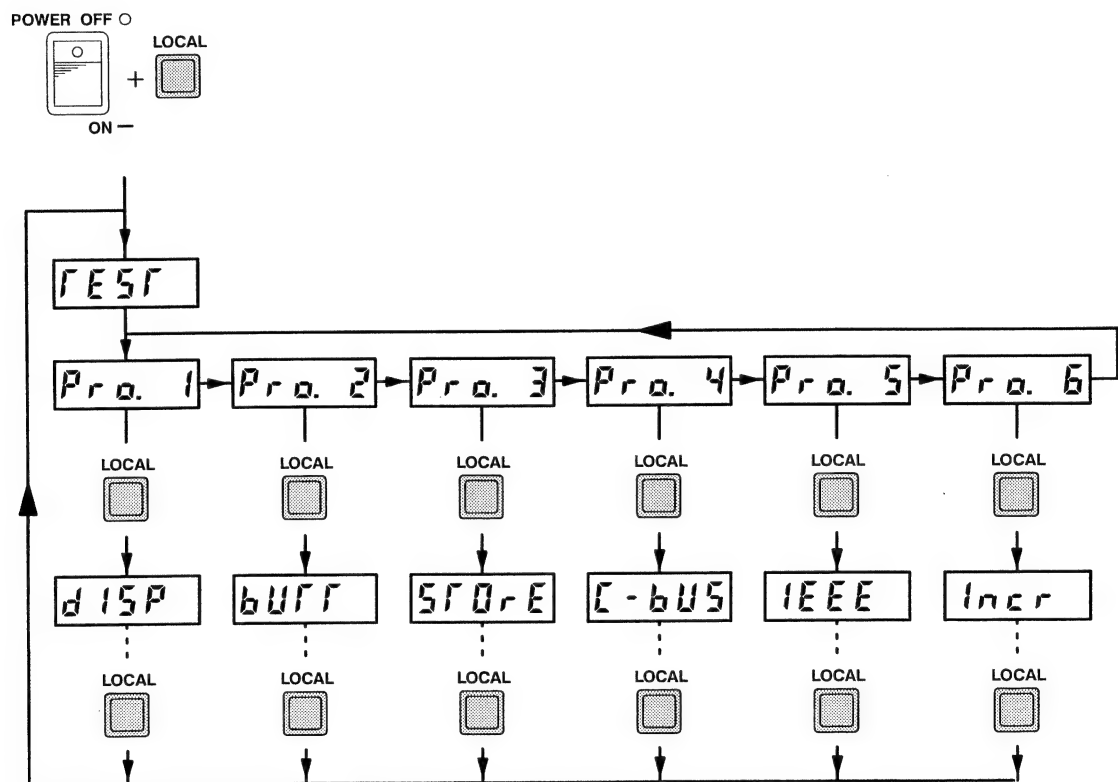 POWER OFF O
LOCAL
+
ON —
TEST
Pro. 1 Pro. 2 Pro. 3 Pro. 4 Pro. 5 Pro. 6
LOCAL LOCAL LOCAL LOCAL LOCAL LOCAL
dISP bUTT STOrE C-bUS IEEE Incr
LOCAL LOCAL LOCAL LOCAL LOCAL LOCAL